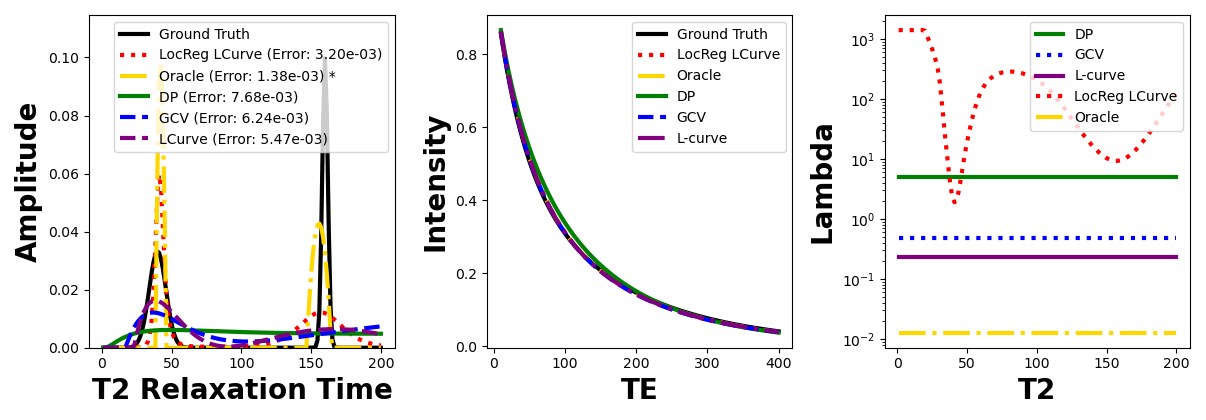 Amplitude
0.10
0.08
0.06
0.04
0.02
0.00
Ground Truth
LocReg LCurve (Error: 3.20e-03)
Oracle (Error: 1.38e-03) *
DP (Error: 7.68e-03)
GCV (Error: 6.24e-03)
LCurve (Error: 5.47e-03)
0 50 100 150 200
T2 Relaxation Time
Intensity
0.8
0.6
0.4
0.2
0.0
Ground Truth
LocReg LCurve
Oracle
DP
GCV
L-curve
0 100 200 300 400
TE
Lambda
10³
10²
10¹
10⁰
10⁻¹
10⁻²
DP
GCV
L-curve
LocReg LCurve
Oracle
0 50 100 150 200
T2